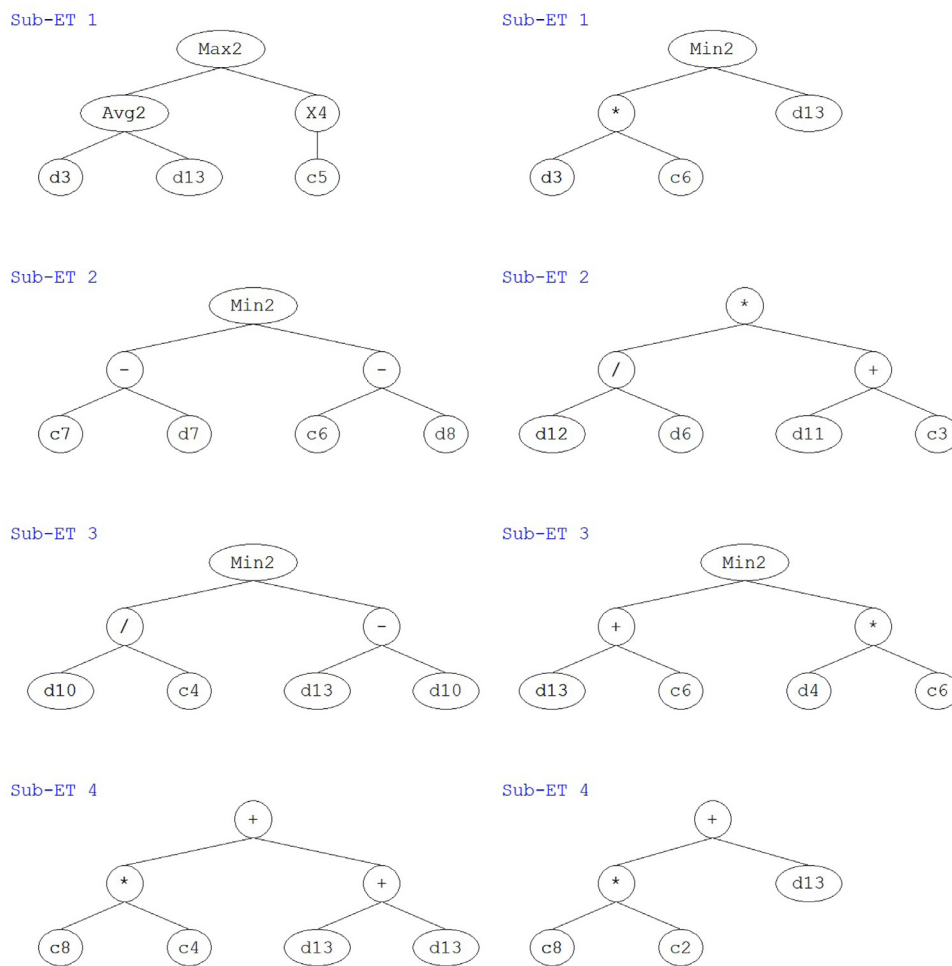 Sub-ET 1
Max2
Avg2 X4
d3 d13 c5
Sub-ET 2
Min2
- -
c7 d7 c6 d8
Sub-ET 3
Min2
/ -
d10 c4 d13 d10
Sub-ET 4
+
* +
c8 c4 d13 d13
Sub-ET 1
Min2
* d13
d3 c6
Sub-ET 2
*
/ +
d12 d6 d11 c3
Sub-ET 3
Min2
+ *
d13 c6 d4 c6
Sub-ET 4
+
* d13
c8 c2